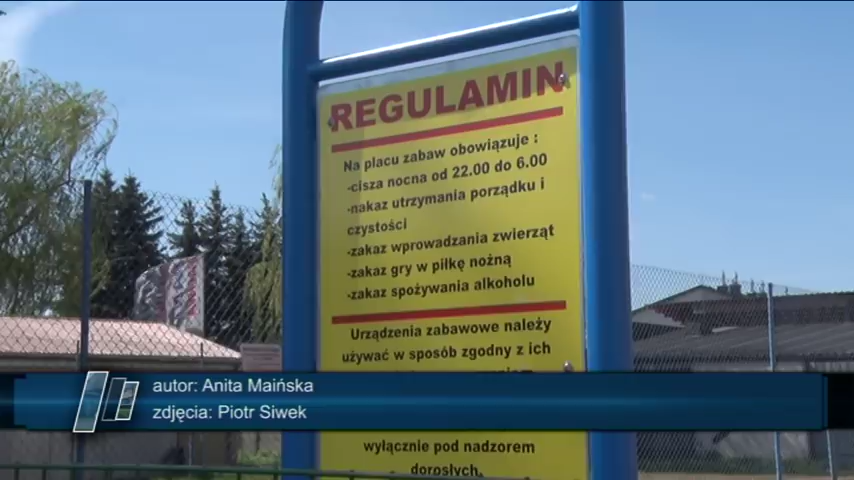 REGULAMIN
Na placu zabaw obowiązuje :
-cisza nocna od 22.00 do 6.00
-nakaz utrzymania porządku i
czystości
-zakaz wprowadzania zwierząt
-zakaz gry w piłkę nożną
-zakaz spożywania alkoholu
Urządzenia zabawowe należy
używać w sposób zgodny z ich
autor: Anita Maińska
zdjęcia: Piotr Siwek
wyłącznie pod nadzorem
dorosłych.